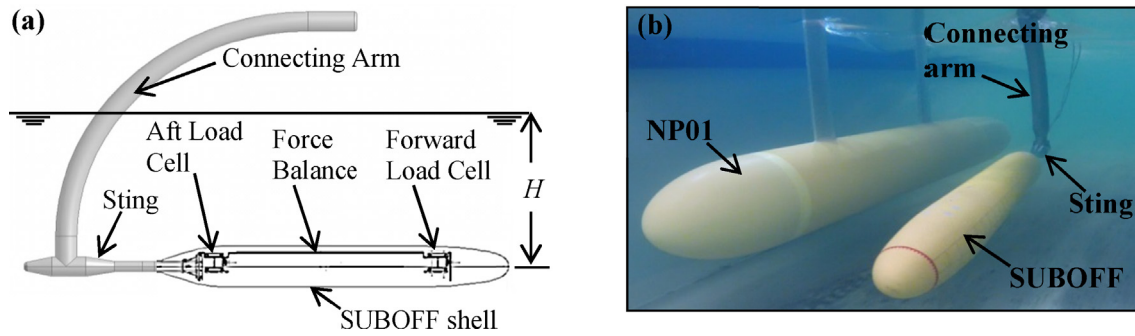 (a)
Connecting Arm
Aft Load
Cell
Force
Balance
Forward
Load Cell
H
Sting
SUBOFF shell
(b)
Connecting
arm
NP01
Sting
SUBOFF